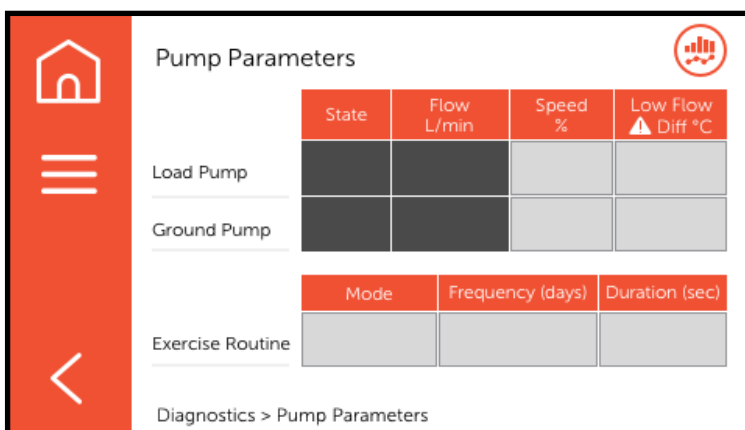 Pump Parameters
State Flow L/min Speed % Low Flow Diff °C
Load Pump
Ground Pump
Mode Frequency (days) Duration (sec)
Exercise Routine
Diagnostics > Pump Parameters